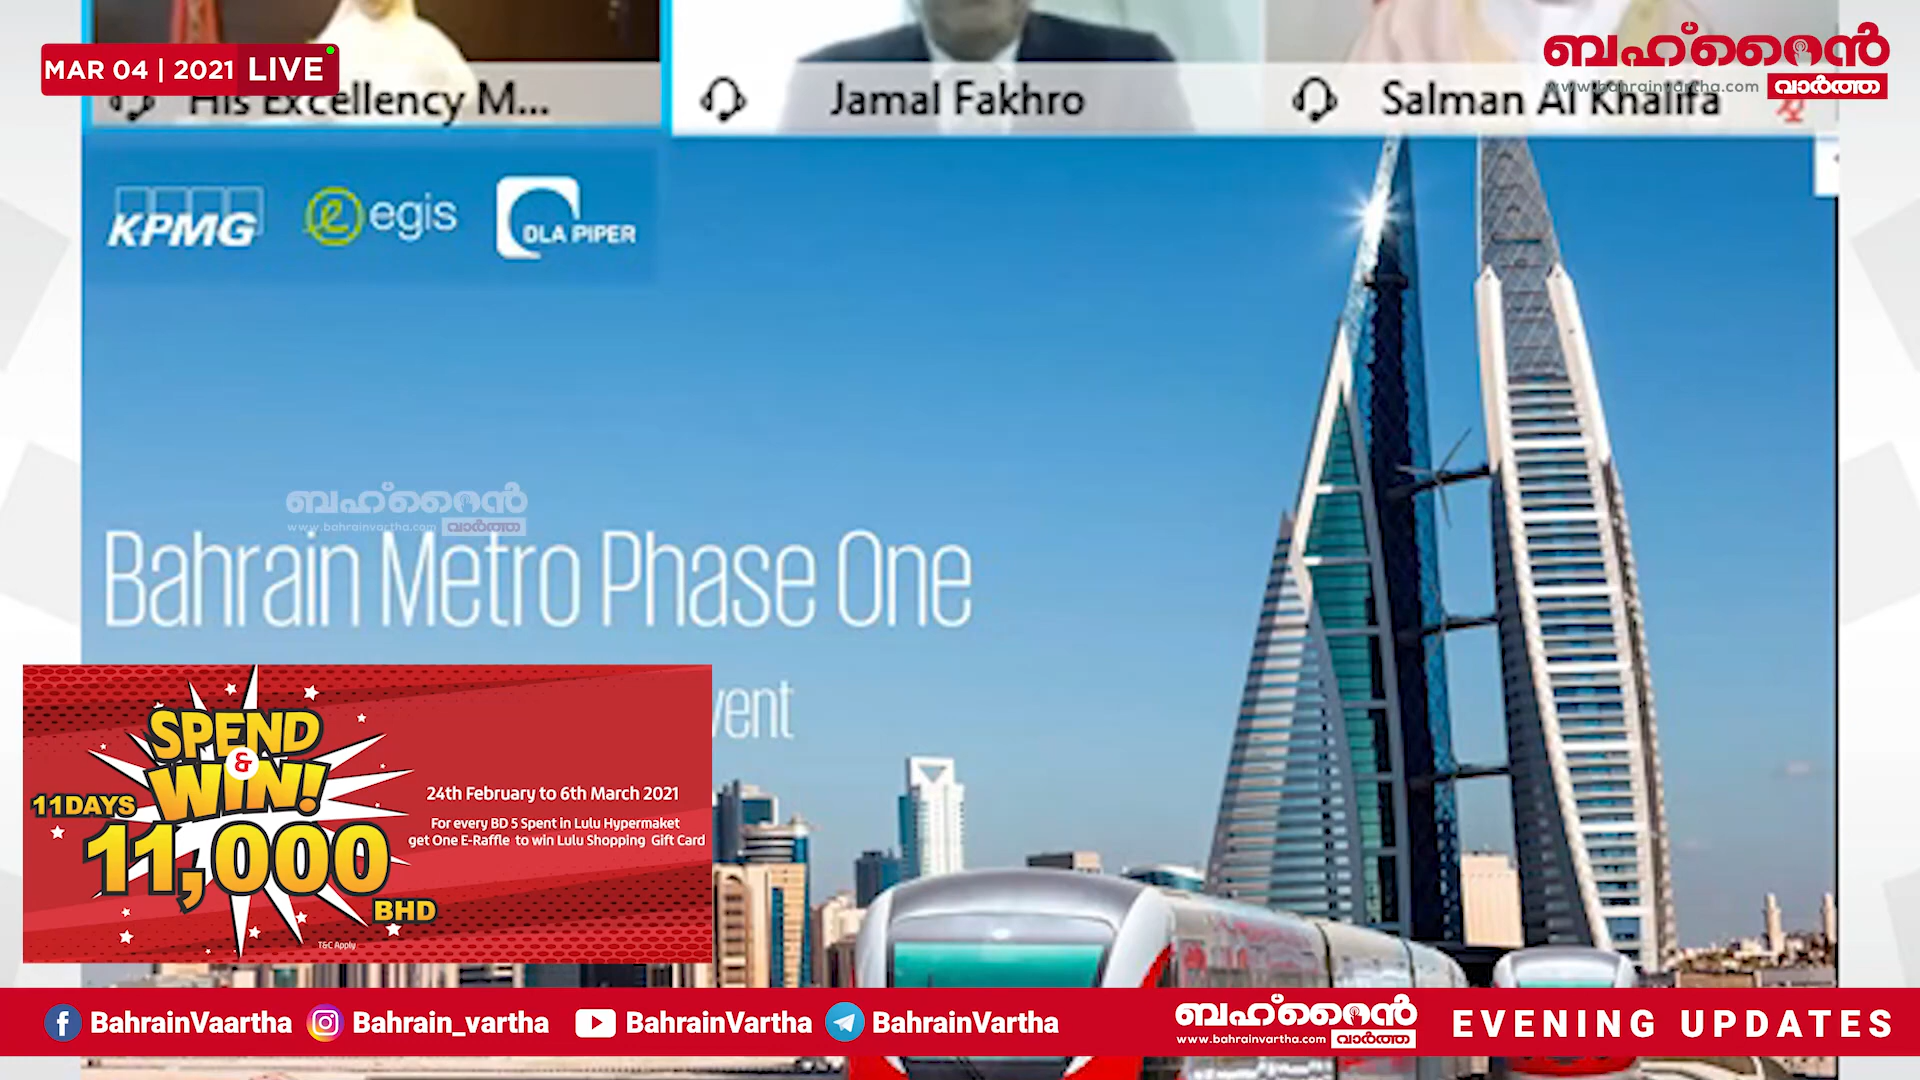 MAR 04 | 2021 LIVE
His Excellency M...
Jamal Fakhro
Salman Al Khalifa
ബഹ്റൈൻ
www.bahrainvartha.com വാർത്ത
KPMG
egis
DLA PIPER
ബഹ്റൈൻ
www.bahrainvartha.com വാർത്ത
Bahrain Metro Phase One
vent
SPEND
&
WIN!
11DAYS
11,000
BHD
24th February to 6th March 2021
For every BD 5 Spent in Lulu Hypermaket
get One E-Raffle to win Lulu Shopping Gift Card
T&C Apply
BahrainVaartha
Bahrain_vartha
BahrainVartha
BahrainVartha
ബഹ്റൈൻ
www.bahrainvartha.com വാർത്ത
EVENING UPDATES